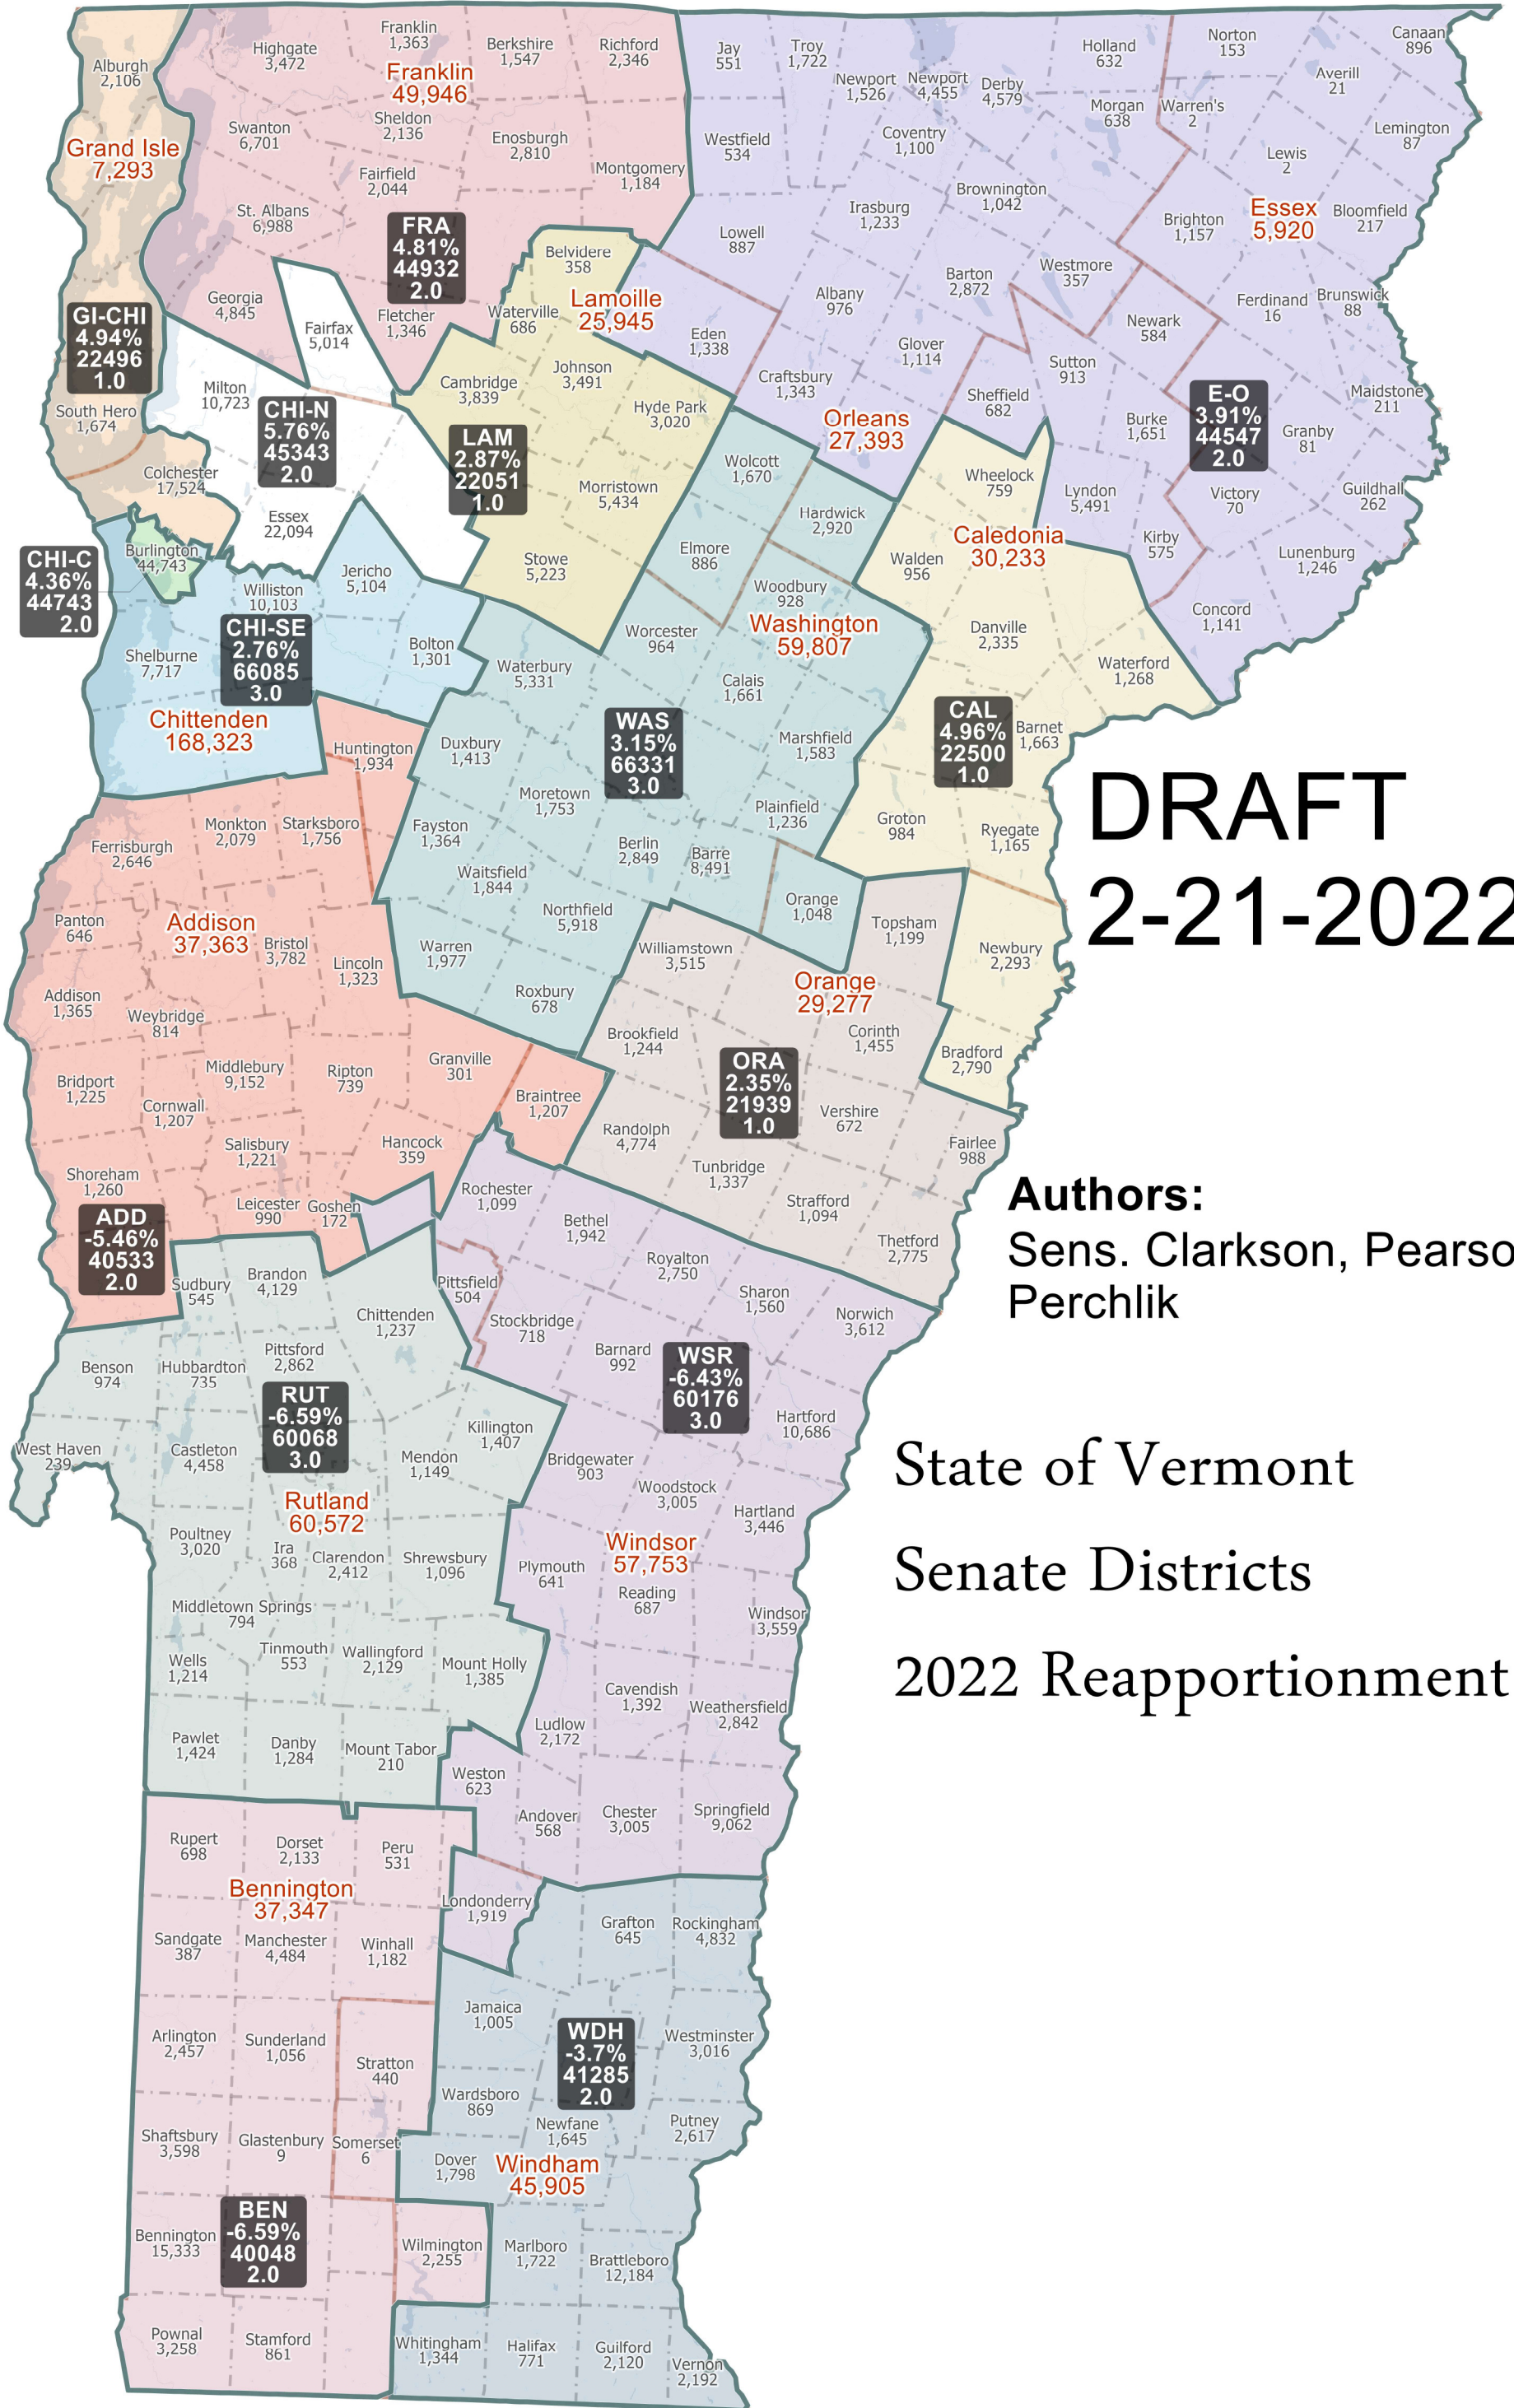 Alburgh
2,106
Highgate
3,472
Franklin
1,363
Berkshire
1,547
Richford
2,346
Franklin
49,946
Sheldon
2,136
Swanton
6,701
Enosburgh
2,810
Montgomery
1,184
Fairfield
2,044
St. Albans
6,988
Grand Isle
7,293
FRA
4.81%
44932
2.0
Georgia
4,845
Fairfax
5,014
Fletcher
1,346
GI-CHI
4.94%
22496
1.0
South Hero
1,674
Milton
10,723
CHI-N
5.76%
45343
2.0
Colchester
17,524
Essex
22,094
Jay
551
Troy
1,722
Newport
1,526
Newport
4,455
Derby
4,579
Holland
632
Morgan
638
Norton
153
Canaan
896
Averill
21
Warren's
2
Lemington
87
Lewis
2
Westfield
534
Coventry
1,100
Brownington
1,042
Irasburg
1,233
Lowell
887
Brighton
1,157
Essex
5,920
Bloomfield
217
Barton
2,872
Westmore
357
Albany
976
Newark
584
Ferdinand
16
Brunswick
88
Glover
1,114
Sutton
913
Eden
1,338
Craftsbury
1,343
Sheffield
682
Orleans
27,393
Burke
1,651
E-O
3.91%
44547
2.0
Maidstone
211
Granby
81
Lyndon
5,491
Victory
70
Guildhall
262
Kirby
575
Lunenburg
1,246
Concord
1,141
Belvidere
358
Waterville
686
Lamoille
25,945
Johnson
3,491
Cambridge
3,839
Hyde Park
3,020
LAM
2.87%
22051
1.0
Morristown
5,434
Stowe
5,223
Wolcott
1,670
Hardwick
2,920
Elmore
886
Woodbury
928
Worcester
964
Washington
59,807
Calais
1,661
Waterbury
5,331
Duxbury
1,413
WAS
3.15%
66331
3.0
Marshfield
1,583
Moretown
1,753
Plainfield
1,236
Fayston
1,364
Berlin
2,849
Barre
8,491
Waitsfield
1,844
Northfield
5,918
Orange
1,048
Warren
1,977
Roxbury
678
Wheelock
759
Caledonia
30,233
Walden
956
Danville
2,335
Waterford
1,268
CAL
4.96%
22500
1.0
Barnet
1,663
Groton
984
Ryegate
1,165
Newbury
2,293
Bradford
2,790
CHI-C
4.36%
44743
2.0
Burlington
44,743
Williston
10,103
Jericho
5,104
CHI-SE
2.76%
66085
3.0
Bolton
1,301
Shelburne
7,717
Chittenden
168,323
Huntington
1,934
DRAFT
2-21-2022
Ferrisburgh
2,646
Monkton
2,079
Starksboro
1,756
Panton
646
Addison
37,363
Bristol
3,782
Lincoln
1,323
Addison
1,365
Weybridge
814
Middlebury
9,152
Ripton
739
Granville
301
Bridport
1,225
Cornwall
1,207
Braintree
1,207
Salisbury
1,221
Hancock
359
Shoreham
1,260
Leicester
990
Goshen
172
ADD
-5.46%
40533
2.0
Williamstown
3,515
Topsham
1,199
Orange
29,277
Brookfield
1,244
Corinth
1,455
ORA
2.35%
21939
1.0
Vershire
672
Randolph
4,774
Fairlee
988
Tunbridge
1,337
Strafford
1,094
Thetford
2,775
Authors:
Sens. Clarkson, Pearso
Perchlik
State of Vermont
Senate Districts
2022 Reapportionment
Rochester
1,099
Bethel
1,942
Royalton
2,750
Pittsfield
504
Sharon
1,560
Norwich
3,612
Stockbridge
718
Barnard
992
WSR
-6.43%
60176
3.0
Hartford
10,686
Bridgewater
903
Woodstock
3,005
Hartland
3,446
Windsor
57,753
Plymouth
641
Reading
687
Windsor
3,559
Cavendish
1,392
Weathersfield
2,842
Ludlow
2,172
Weston
623
Andover
568
Chester
3,005
Springfield
9,062
Londonderry
1,919
Sudbury
545
Brandon
4,129
Chittenden
1,237
Benson
974
Hubbardton
735
Pittsford
2,862
RUT
-6.59%
60068
3.0
Killington
1,407
West Haven
239
Castleton
4,458
Mendon
1,149
Rutland
60,572
Poultney
3,020
Ira
368
Clarendon
2,412
Shrewsbury
1,096
Middletown Springs
794
Wells
1,214
Tinmouth
553
Wallingford
2,129
Mount Holly
1,385
Pawlet
1,424
Danby
1,284
Mount Tabor
210
Rupert
698
Dorset
2,133
Peru
531
Bennington
37,347
Sandgate
387
Manchester
4,484
Winhall
1,182
Arlington
2,457
Sunderland
1,056
Stratton
440
Shaftsbury
3,598
Glastenbury
9
Somerset
6
BEN
-6.59%
40048
2.0
Bennington
15,333
Wilmington
2,255
Pownal
3,258
Stamford
861
Grafton
645
Rockingham
4,832
Jamaica
1,005
WDH
-3.7%
41285
2.0
Westminster
3,016
Wardsboro
869
Newfane
1,645
Putney
2,617
Dover
1,798
Windham
45,905
Marlboro
1,722
Brattleboro
12,184
Whitingham
1,344
Halifax
771
Guilford
2,120
Vernon
2,192